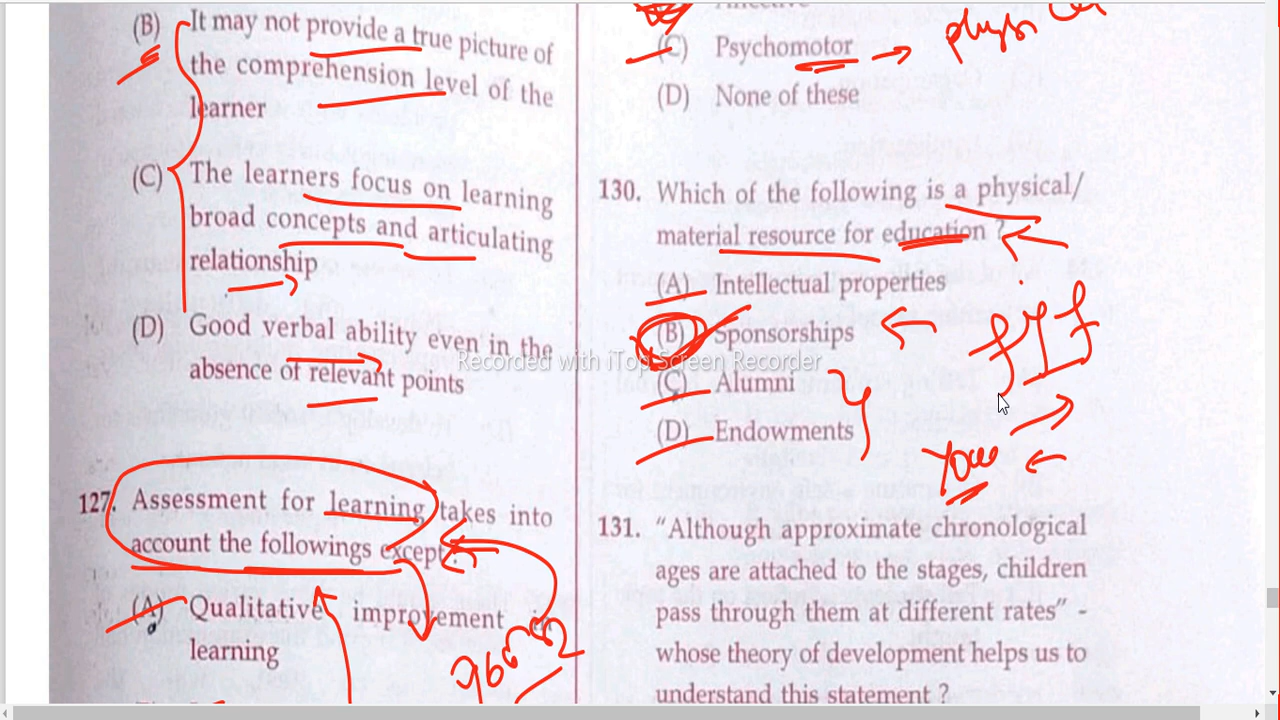 (B) It may not provide a true picture of
the comprehension level of the
learner
(C) The learners focus on learning
broad concepts and articulating
relationship
(D) Good verbal ability even in the
absence of relevant points
127. Assessment for learning takes into
account the followings except :
(A) Qualitative improvement in
learning
(C) Psychomotor
(D) None of these
130. Which of the following is a physical/
material resource for education ?
(A) Intellectual properties
(B) Sponsorships
(C) Alumni
(D) Endowments
131. “Although approximate chronological
ages are attached to the stages, children
pass through them at different rates” -
whose theory of development helps us to
understand this statement ?
Recorded with iTop Screen Recorder